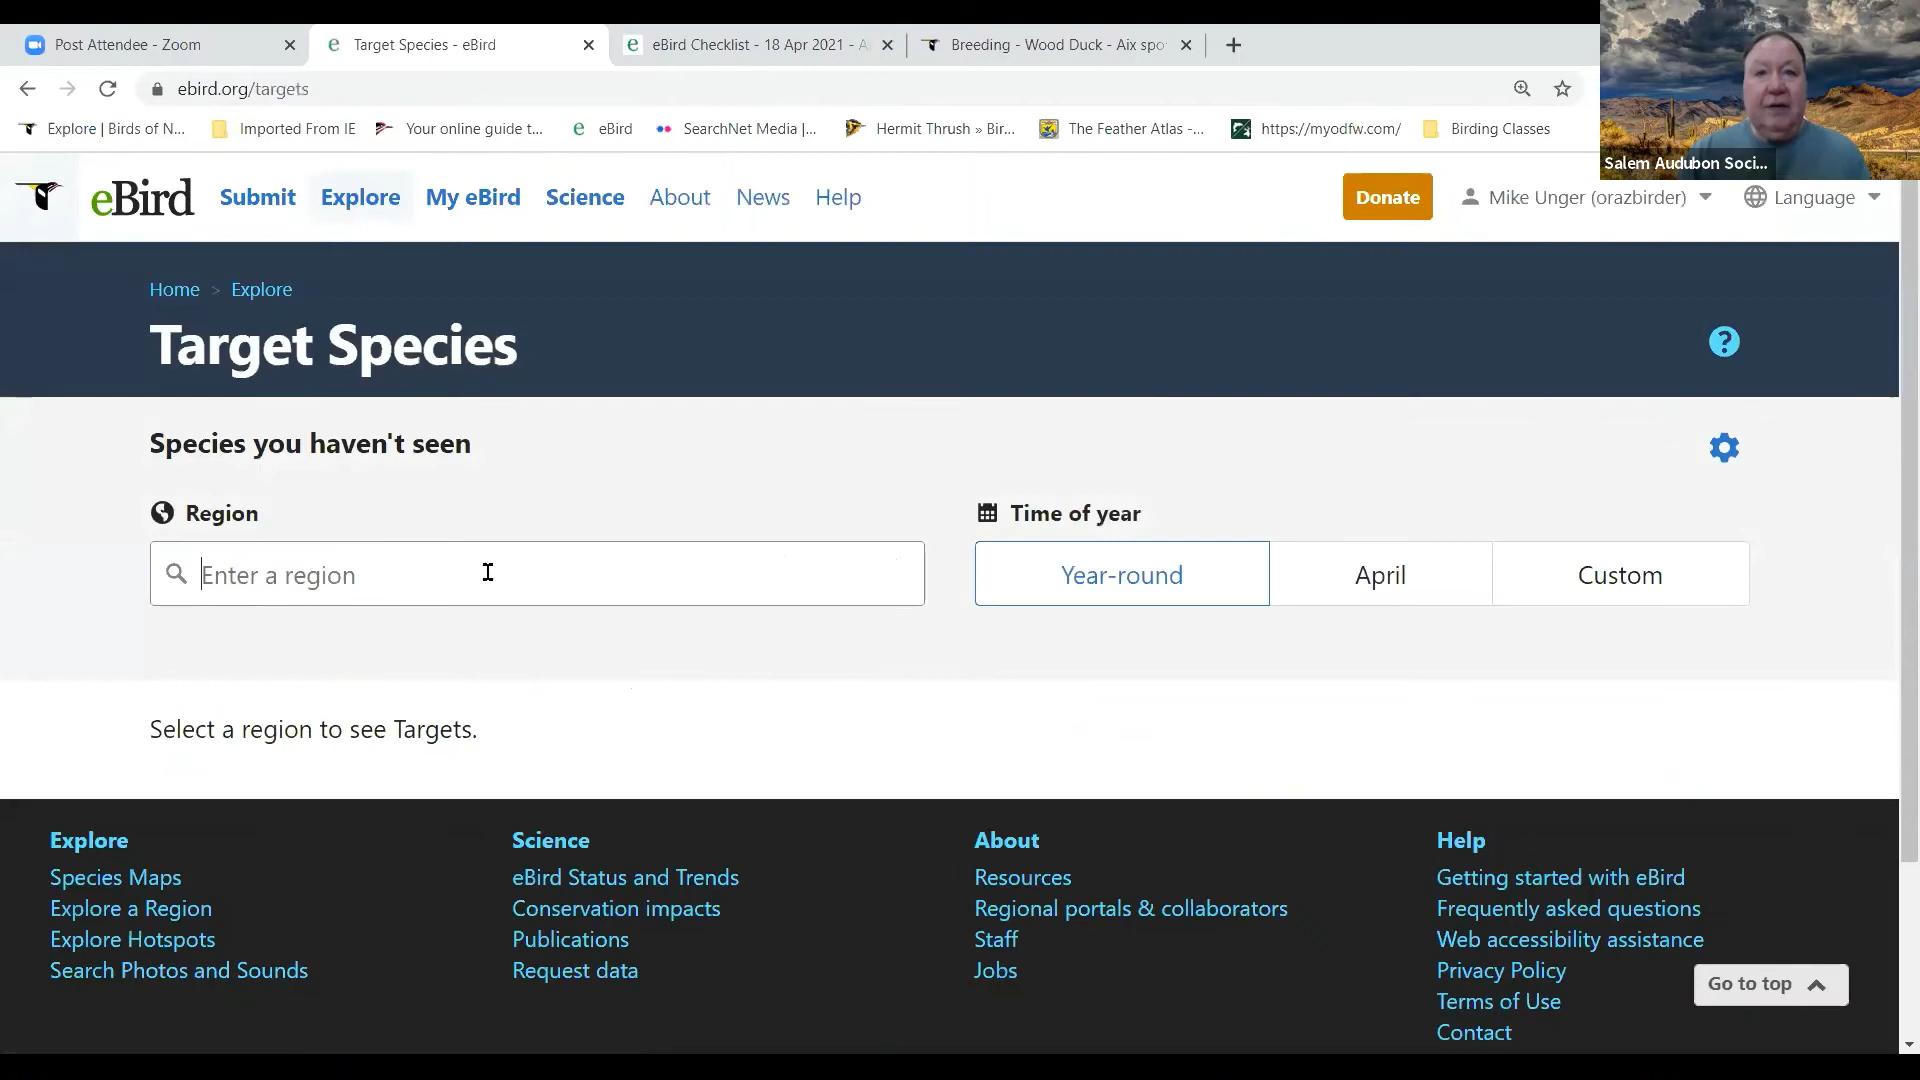 Post Attendee - Zoom
Target Species - eBird
eBird Checklist - 18 Apr 2021 - A
Breeding - Wood Duck - Aix spo
ebird.org/targets
Explore | Birds of N...
Imported From IE
Your online guide t...
eBird
SearchNet Media |...
Hermit Thrush » Bir...
The Feather Atlas -...
https://myodfw.com/
Birding Classes
Salem Audubon Soci...
eBird
Submit
Explore
My eBird
Science
About
News
Help
Donate
Mike Unger (orazbirder)
Language
Home > Explore
Target Species
?
Species you haven't seen
Region
Time of year
Enter a region
Year-round
April
Custom
Select a region to see Targets.
Explore
Species Maps
Explore a Region
Explore Hotspots
Search Photos and Sounds
Science
eBird Status and Trends
Conservation impacts
Publications
Request data
About
Resources
Regional portals & collaborators
Staff
Jobs
Help
Getting started with eBird
Frequently asked questions
Web accessibility assistance
Privacy Policy
Terms of Use
Contact
Go to top